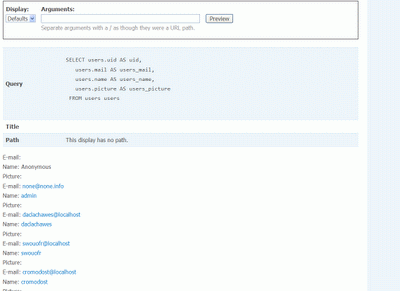 Display: Arguments:
Defaults Preview
Separate arguments with a / as though they were a URL path.
SELECT users.uid AS uid,
users.mail AS users_mail,
Query users.name AS users_name,
users.picture AS users_picture
FROM users users
Title
Path This display has no path.
E-mail:
Name: Anonymous
Picture:
E-mail: none@none.info
Name: admin
Picture:
E-mail: daclachawes@localhost
Name: daclachawes
Picture:
E-mail: swouofr@localhost
Name: swouofr
Picture:
E-mail: cromodost@localhost
Name: cromodost
Picture: